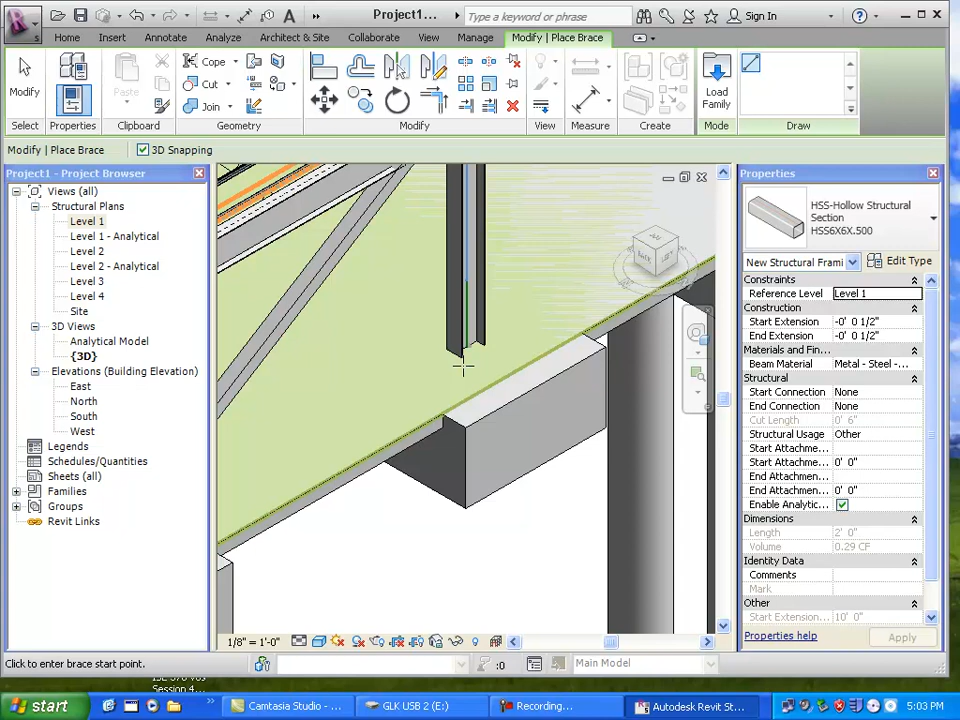 Project1...
Type a keyword or phrase
Sign In
Home
Insert
Annotate
Analyze
Architect & Site
Collaborate
View
Manage
Modify | Place Brace
Modify
Paste
Cope
Cut
Join
Load
Family
Select
Properties
Clipboard
Geometry
Modify
View
Measure
Create
Mode
Draw
Modify | Place Brace
3D Snapping
Project1 - Project Browser
Views (all)
Structural Plans
Level 1
Level 1 - Analytical
Level 2
Level 2 - Analytical
Level 3
Level 4
Site
3D Views
Analytical Model
{3D}
Elevations (Building Elevation)
East
North
South
West
Legends
Schedules/Quantities
Sheets (all)
Families
Groups
Revit Links
Properties
HSS-Hollow Structural
Section
HSS6X6X.500
New Structural Frami
Edit Type
Constraints
Reference Level Level 1
Construction
Start Extension -0' 0 1/2"
End Extension -0' 0 1/2"
Materials and Fin...
Beam Material Metal - Steel -...
Structural
Start Connection None
End Connection None
Cut Length 0' 6"
Structural Usage Other
Start Attachme...
Start Attachme... 0' 0"
End Attachmen...
End Attachmen... 0' 0"
Enable Analytic...
Dimensions
Length 2' 0"
Volume 0.29 CF
Identity Data
Comments
Mark
Other
Start Extension... 10' 0"
Properties help
Apply
1/8" = 1'-0"
Click to enter brace start point.
:0
Main Model
Session 4...
start
Camtasia Studio - ...
GLK USB 2 (E:)
Recording...
Autodesk Revit St...
5:03 PM